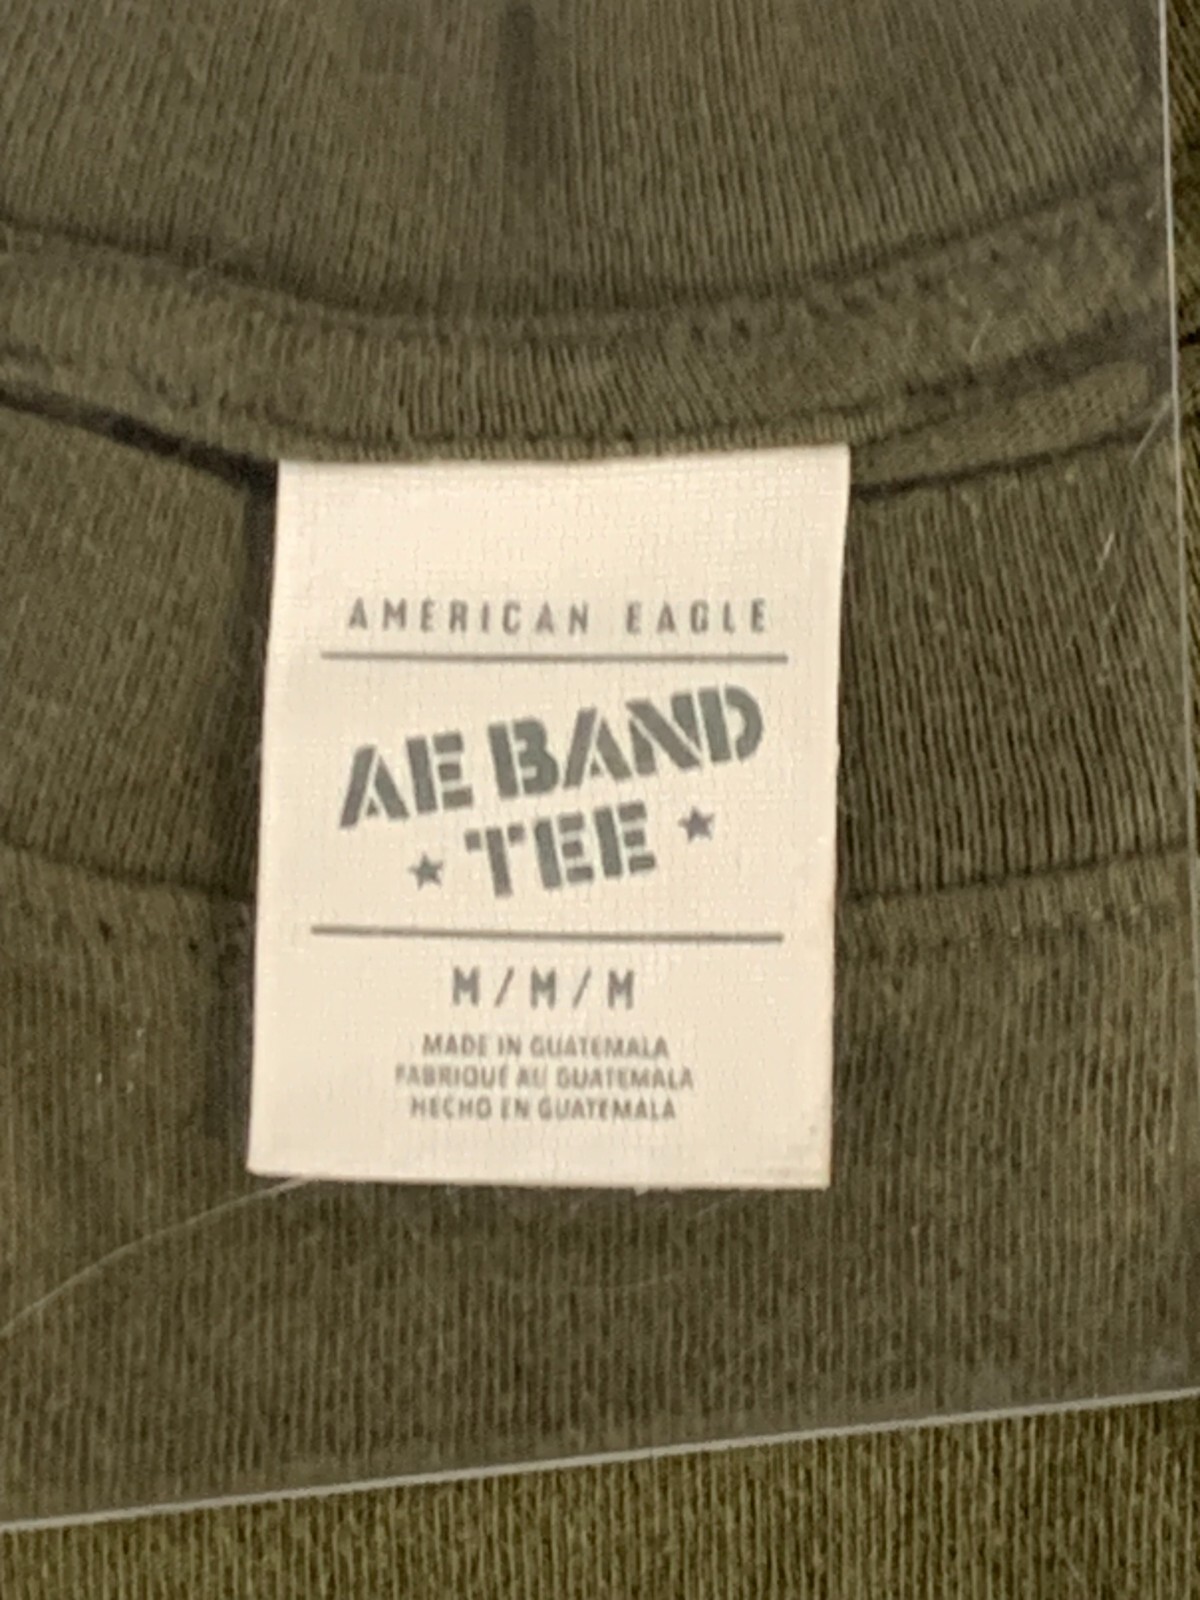 AMERICAN EAGLE
AE BAND
★ TEE ★
M/M/M
MADE IN GUATEMALA
FABRIQUÉ AU GUATEMALA
HECHO EN GUATEMALA